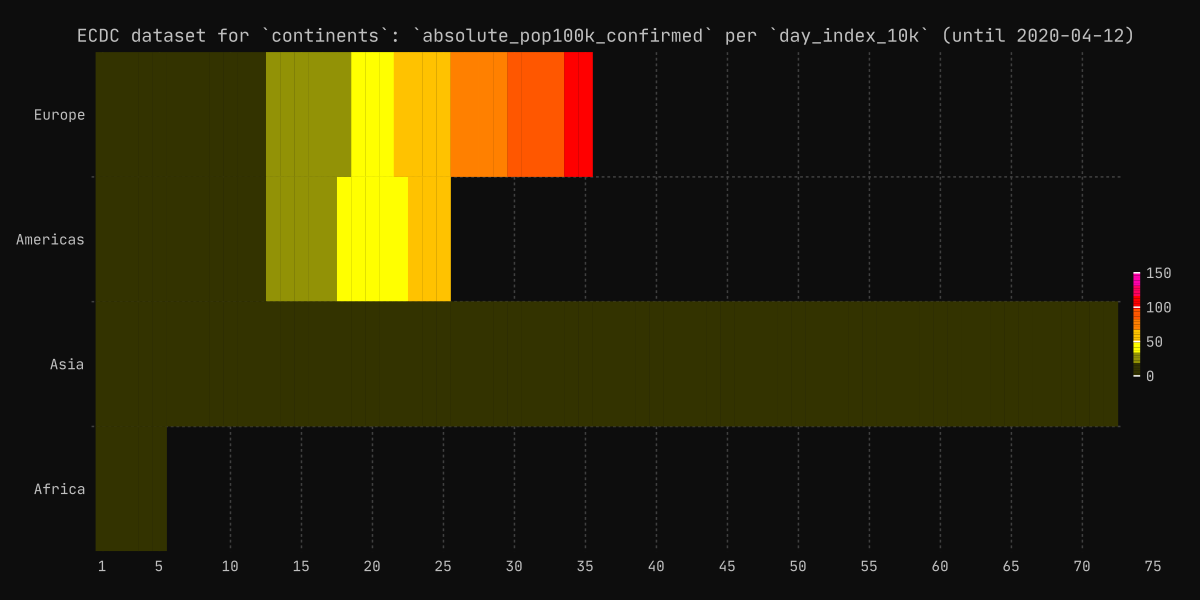 ECDC dataset for `continents`: `absolute_pop100k_confirmed` per `day_index_10k` (until 2020-04-12)
Europe
Americas
Asia
Africa
150
100
50
0
1 5 10 15 20 25 30 35 40 45 50 55 60 65 70 75